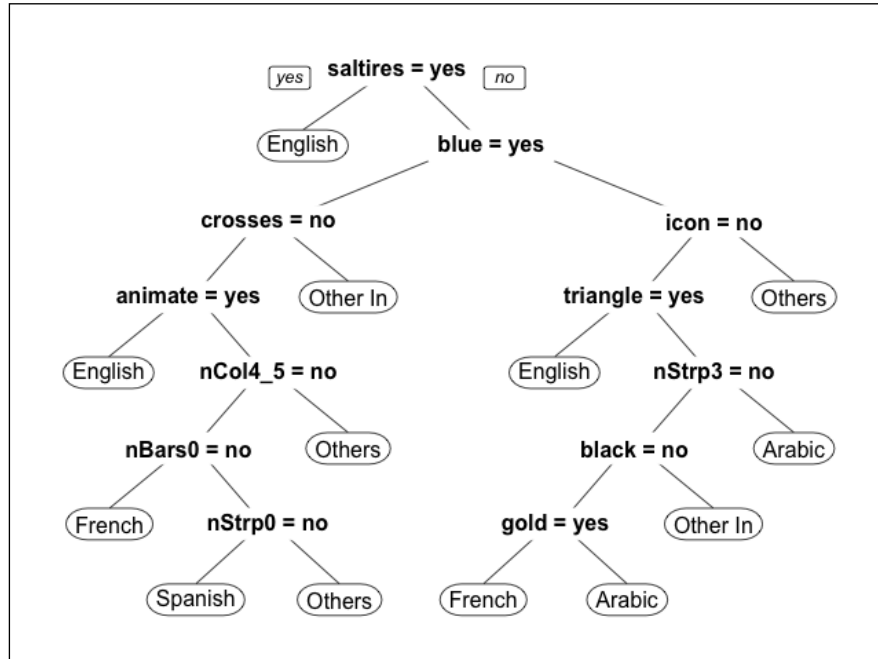 yes saltires = yes no
English blue = yes
crosses = no icon = no
animate = yes Other In triangle = yes Others
English nCol4_5 = no English nStrp3 = no
nBars0 = no Others black = no Arabic
French nStrp0 = no gold = yes Other In
Spanish Others French Arabic